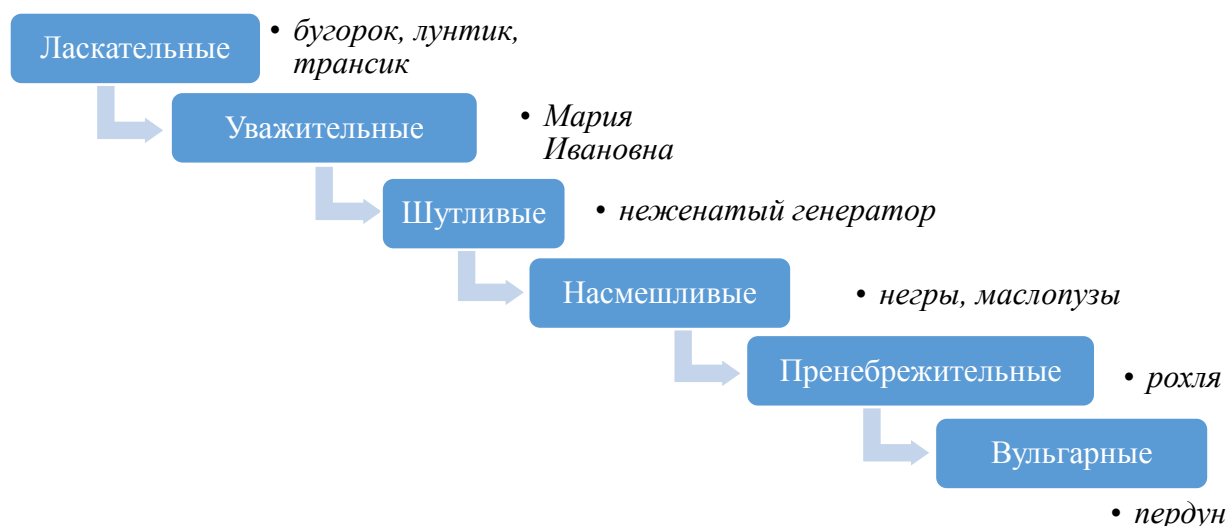 Ласкательные
• бугорок, лунтик,
трансик
Уважительные
• Мария
Ивановна
Шутливые
• неженатый генератор
Насмешливые
• негры, маслопузы
Пренебрежительные
• рохля
Вульгарные
• пердун